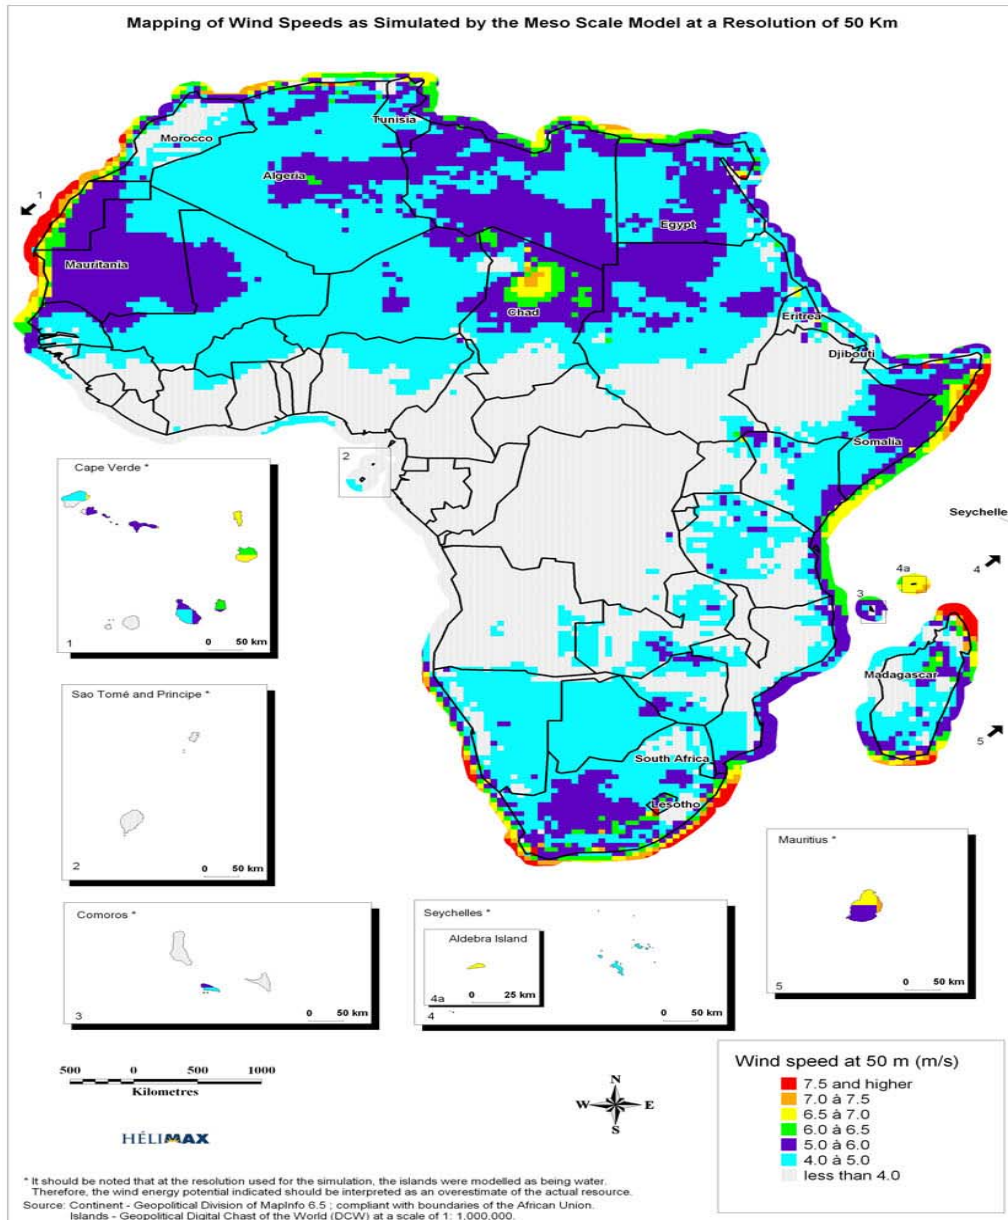 Mapping of Wind Speeds as Simulated by the Meso Scale Model at a Resolution of 50 Km
Tunisia
Morocco
Algeria
1
Egypt
Mauritania
Chad
Eritrea
Djibouti
Somalia
2
Cape Verde *
1
0 50 km
Seychelle
4
4a
3
Madagascar
5
South Africa
Lesotho
Sao Tomé and Principe *
2
0 50 km
Mauritius *
5
0 50 km
Comoros *
3
0 50 km
Seychelles *
Aldebra Island
4a
0 25 km
4
0 50 km
500 0 500 1000
Kilometres
N
W E
S
HÉLIMAX
Wind speed at 50 m (m/s)
7.5 and higher
7.0 à 7.5
6.5 à 7.0
6.0 à 6.5
5.0 à 6.0
4.0 à 5.0
less than 4.0
* It should be noted that at the resolution used for the simulation, the islands were modelled as being water.
Therefore, the wind energy potential indicated should be interpreted as an overestimate of the actual resource.
Source: Continent - Geopolitical Division of MapInfo 6.5 ; compliant with boundaries of the African Union.
Islands - Geopolitical Digital Chast of the World (DCW) at a scale of 1: 1,000,000.